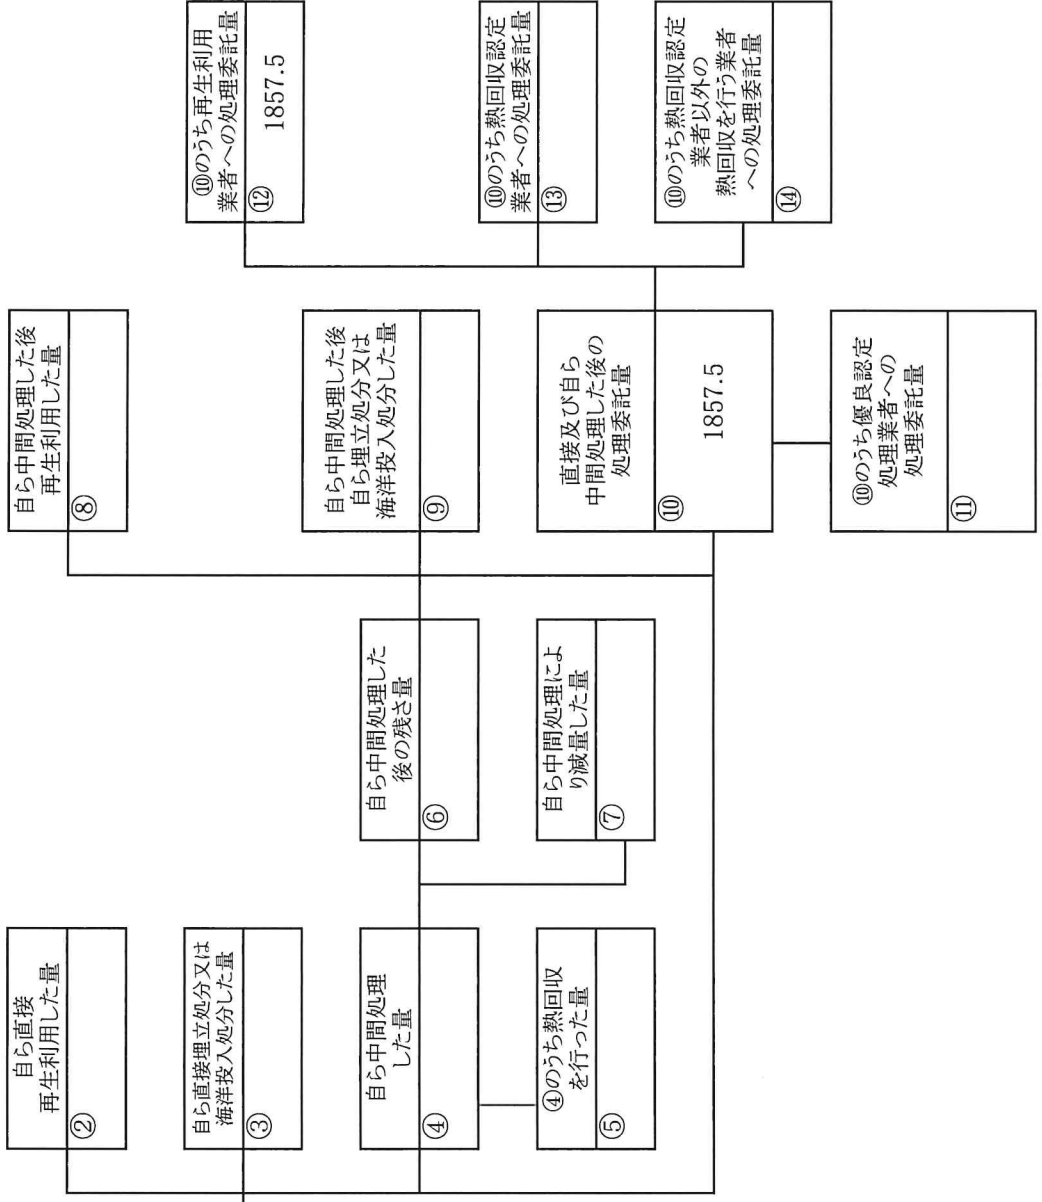 自ら直接
再生利用した量
②
自ら直接埋立処分又は
海洋投入処分した量
③
自ら中間処理
した量
④
④のうち熱回収
を行った量
⑤
自ら中間処理した
後の残さ量
⑥
自ら中間処理によ
り減量した量
⑦
自ら中間処理した後
再生利用した量
⑧
自ら中間処理した後
自ら埋立処分又は
海洋投入処分した量
⑨
直接及び自ら
中間処理した後の
処理委託量
⑩
1857.5
⑩のうち優良認定
処理業者への
処理委託量
⑪
⑩のうち再生利用
業者への処理委託量
⑫
1857.5
⑩のうち熱回収認定
業者への処理委託量
⑬
⑩のうち熱回収認定
業者以外の
熱回収を行う業者
への処理委託量
⑭